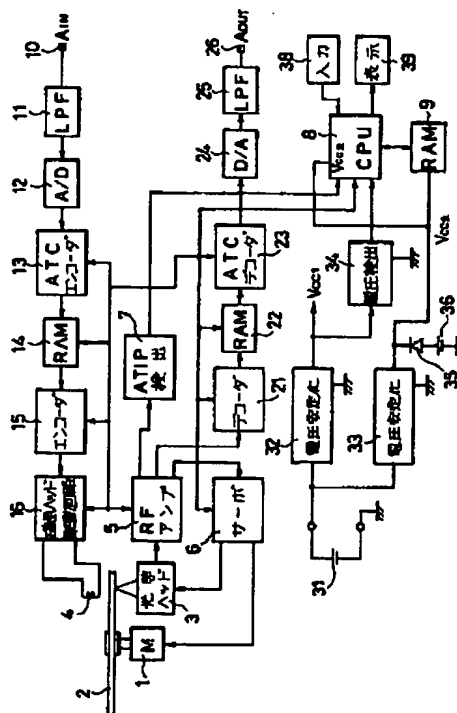 10
AIN
11
LPF
12
A/D
13
ATC
エンコーダ
14
RAM
15
エンコーダ
16
磁気ヘッド
駆動回路
4
2
1
M
3
光学
ヘッド
5
RF
アンプ
6
サーボ
7
ATIP
検出
21
デコーダ
22
RAM
23
ATC
デコーダ
24
D/A
25
LPF
26
AOUT
38
入力
39
表示
8
VCC2
CPU
9
RAM
VCC2
34
電圧検出
VCC1
32
電圧安定化
33
電圧安定化
35
36
31